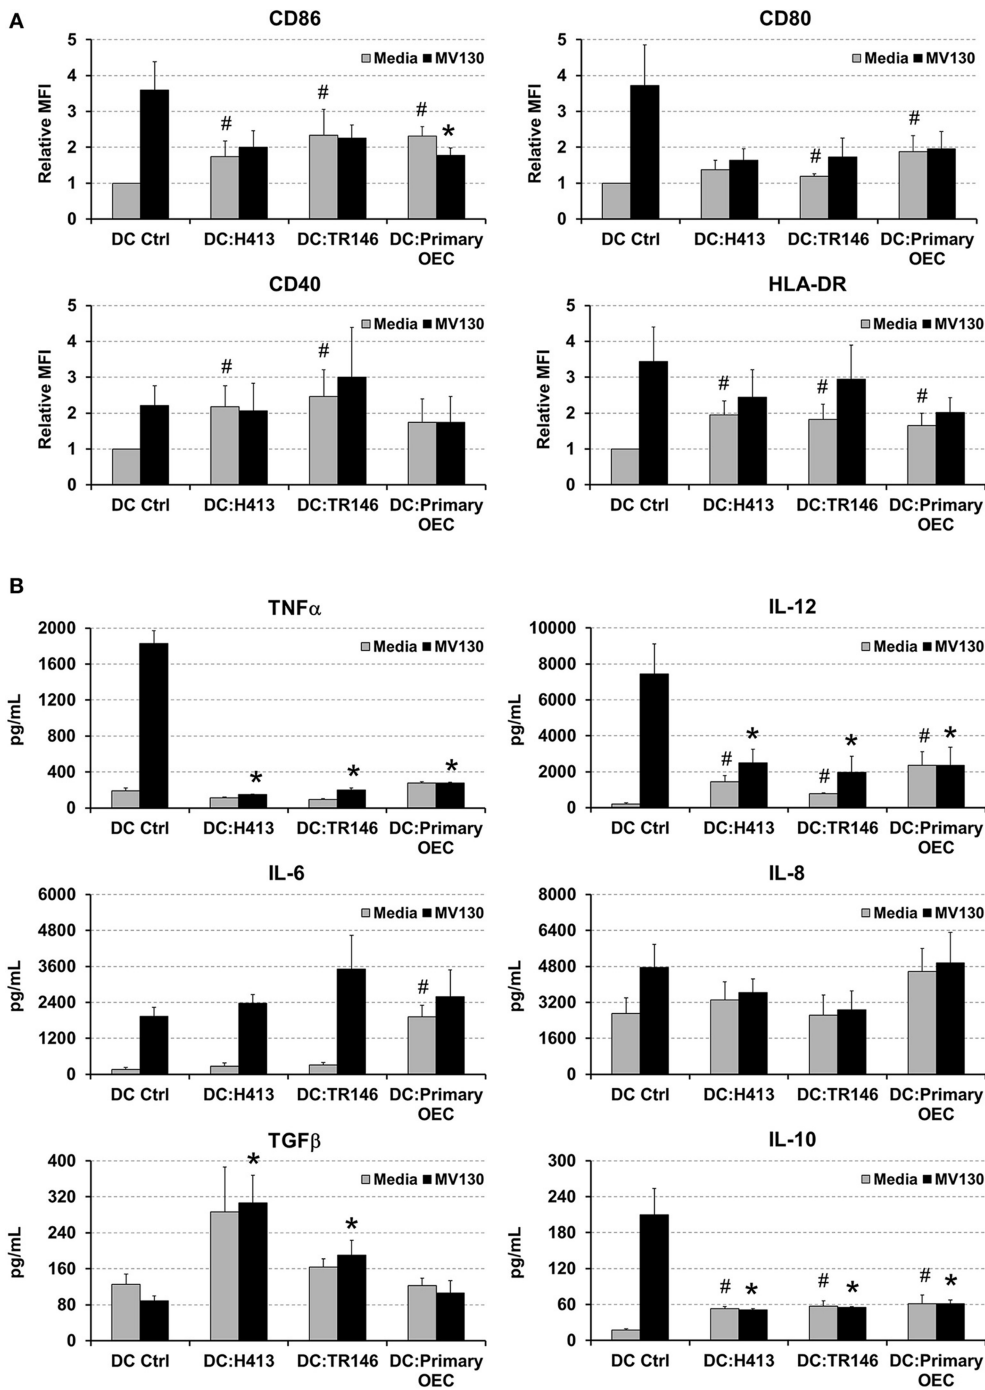 A
CD86
5
4
3
2
1
0
Relative MFI
Media MV130
# # # *
DC Ctrl DC:H413 DC:TR146 DC:Primary
OEC
CD80
5
4
3
2
1
0
Relative MFI
Media MV130
# #
DC Ctrl DC:H413 DC:TR146 DC:Primary
OEC
CD40
5
4
3
2
1
0
Relative MFI
Media MV130
# #
DC Ctrl DC:H413 DC:TR146 DC:Primary
OEC
HLA-DR
5
4
3
2
1
0
Relative MFI
Media MV130
# # #
DC Ctrl DC:H413 DC:TR146 DC:Primary
OEC
B
TNFα
2000
1600
1200
800
400
0
pg/mL
Media MV130
* * *
DC Ctrl DC:H413 DC:TR146 DC:Primary
OEC
IL-12
10000
8000
6000
4000
2000
0
pg/mL
Media MV130
# * # * # *
DC Ctrl DC:H413 DC:TR146 DC:Primary
OEC
IL-6
6000
4800
3600
2400
1200
0
pg/mL
Media MV130
#
DC Ctrl DC:H413 DC:TR146 DC:Primary
OEC
IL-8
8000
6400
4800
3200
1600
0
pg/mL
Media MV130
DC Ctrl DC:H413 DC:TR146 DC:Primary
OEC
TGFβ
400
320
240
160
80
0
pg/mL
Media MV130
* *
DC Ctrl DC:H413 DC:TR146 DC:Primary
OEC
IL-10
300
240
180
120
60
0
pg/mL
Media MV130
# * # * # *
DC Ctrl DC:H413 DC:TR146 DC:Primary
OEC